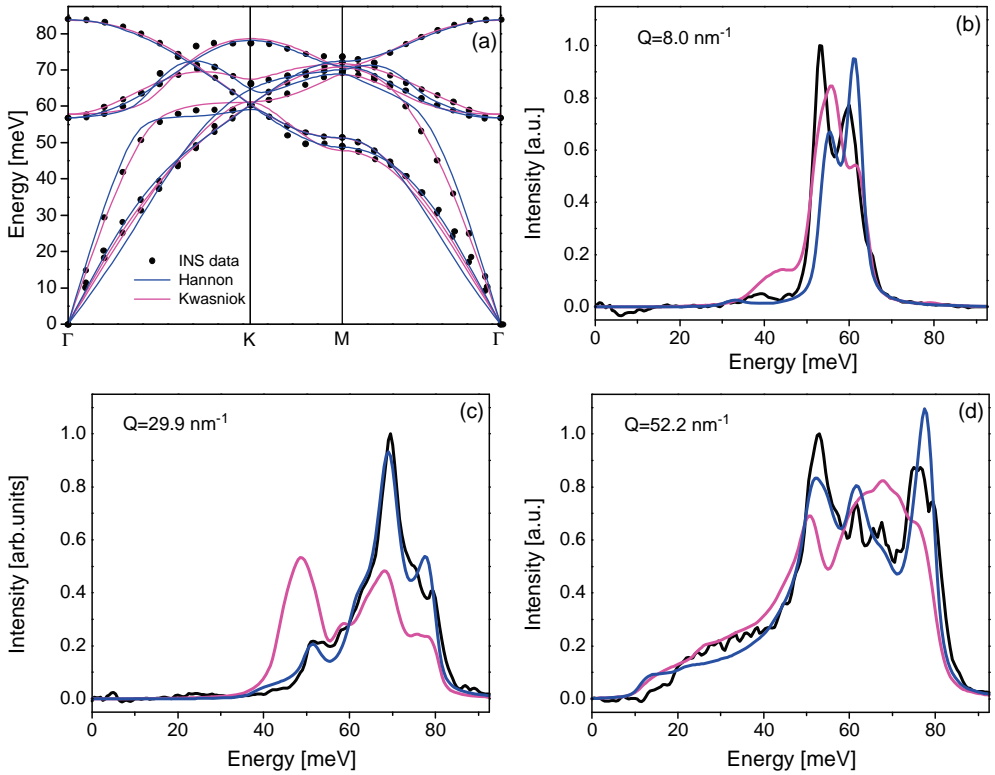 (a)
80
70
60
50
40
30
20
10
0
Energy [meV]
INS data
Hannon
Kwasniok
Γ K M Γ
(b)
Q=8.0 nm⁻¹
1.0
0.8
0.6
0.4
0.2
0.0
Intensity [a.u.]
0 20 40 60 80
Energy [meV]
(c)
Q=29.9 nm⁻¹
1.0
0.8
0.6
0.4
0.2
0.0
Intensity [arb.units]
0 20 40 60 80
Energy [meV]
(d)
Q=52.2 nm⁻¹
1.0
0.8
0.6
0.4
0.2
0.0
Intensity [a.u.]
0 20 40 60 80
Energy [meV]